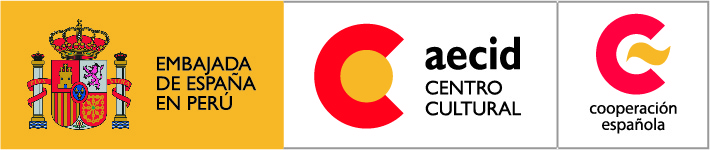 EMBAJADA
DE ESPAÑA
EN PERÚ
aecid
CENTRO
CULTURAL
cooperación
española